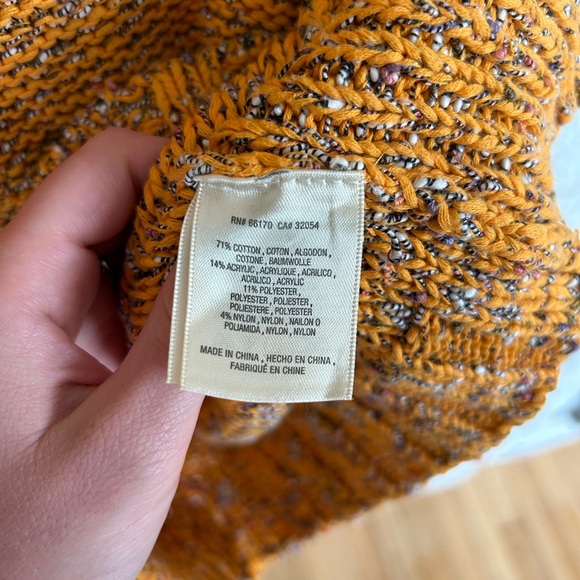 RN# 66170 CA# 32054
71% COTTON , COTON , ALGODON ,
COTONE , BAUMWOLLE
14% ACRYLIC , ACRYLIQUE , ACRILICO ,
ACRILICO , ACRYL
11% POLYESTER ,
POLYESTER , POLIESTER ,
POLIESTERE , POLYESTER
4% NYLON , NYLON , NAILON O
POLIAMIDA , NYLON , NYLON
MADE IN CHINA , HECHO EN CHINA ,
FABRIQUÉ EN CHINE